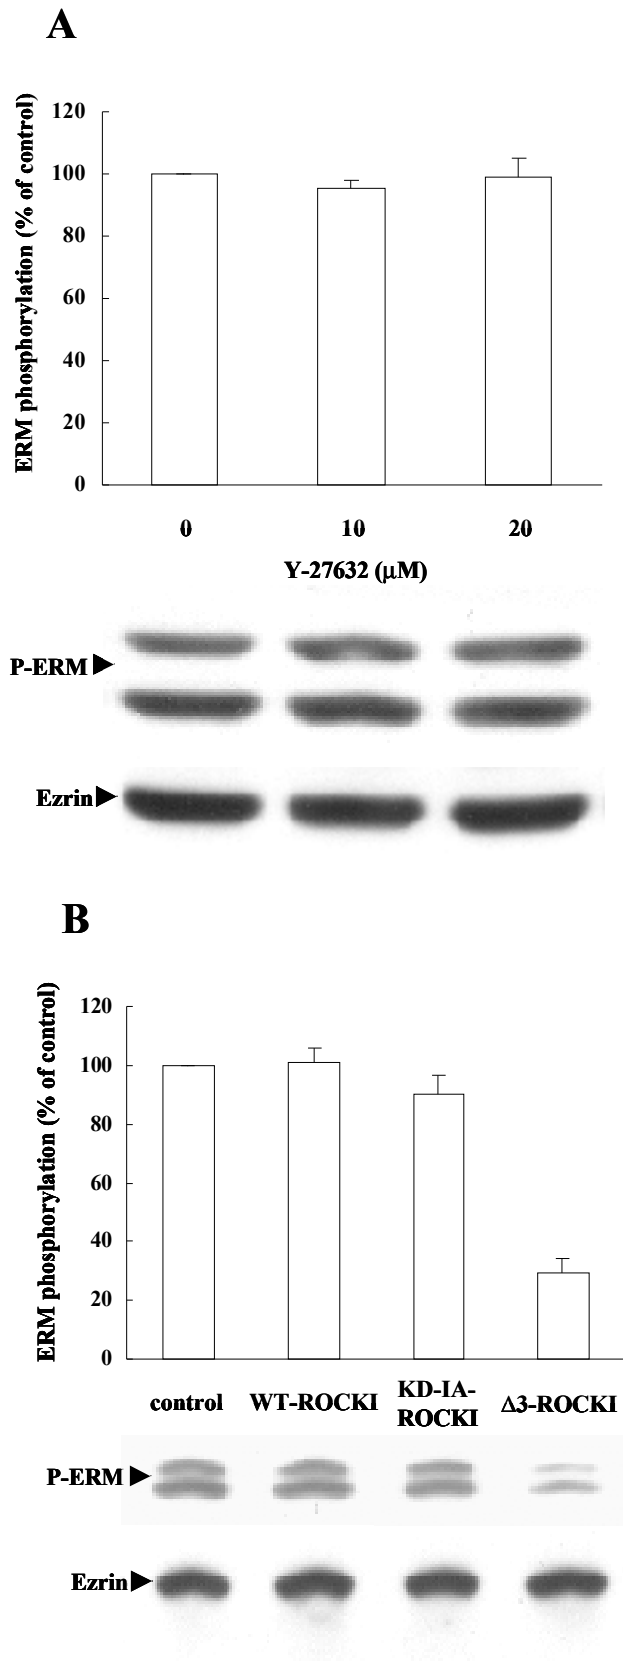 A
ERM phosphorylation (% of control)
120
100
80
60
40
20
0
0 10 20
Y-27632 (µM)
P-ERM
Ezrin
B
ERM phosphorylation (% of control)
120
100
80
60
40
20
0
control WT-ROCKI KD-IA-ROCKI Δ3-ROCKI
P-ERM
Ezrin